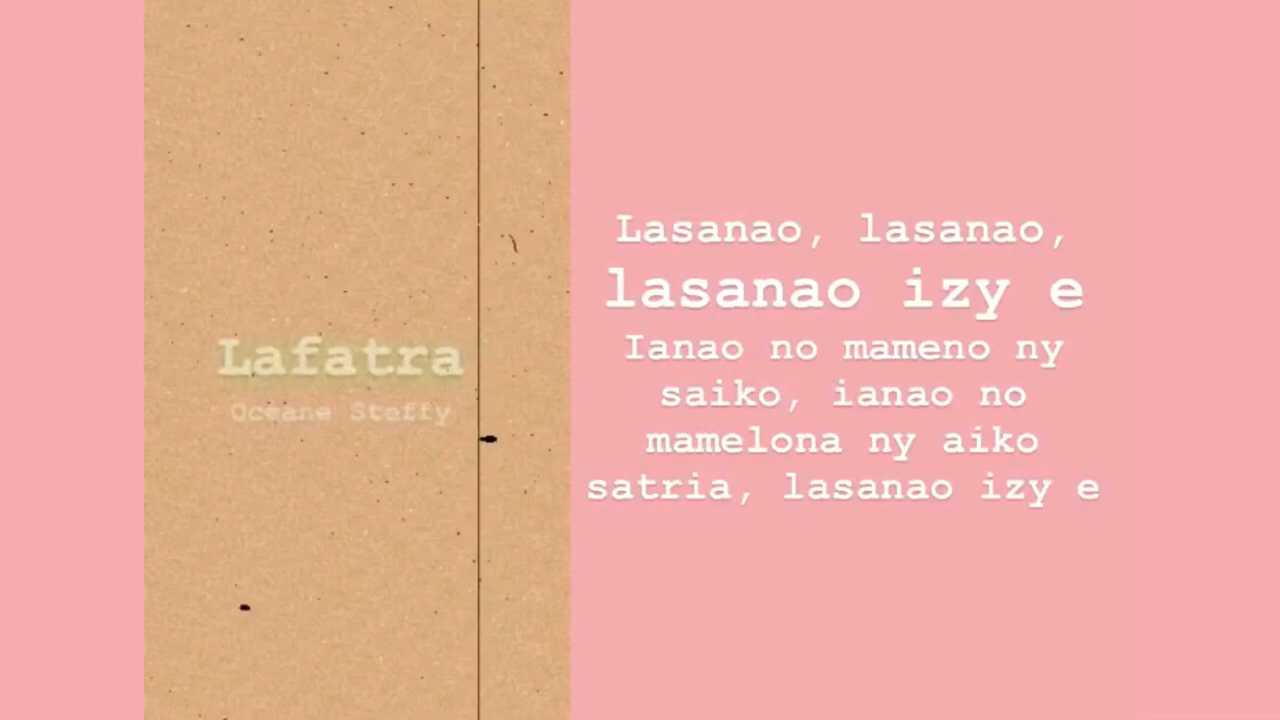 Lafatra
Oceane Steffy
Lasanao, lasanao,
lasanao izy e
Ianao no mameno ny
saiko, ianao no
mamelona ny aiko
satria, lasanao izy e